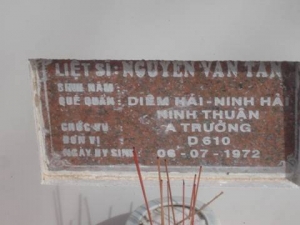 LIỆT SĨ: NGUYỄN VĂN TÂN
SINH NĂM:
QUÊ QUÁN: DIÊM HẢI-NINH HẢI
NINH THUẬN
CHỨC VỤ : A TRƯỞNG
ĐƠN VỊ : D 610
NGÀY HY SINH 06-07-1972